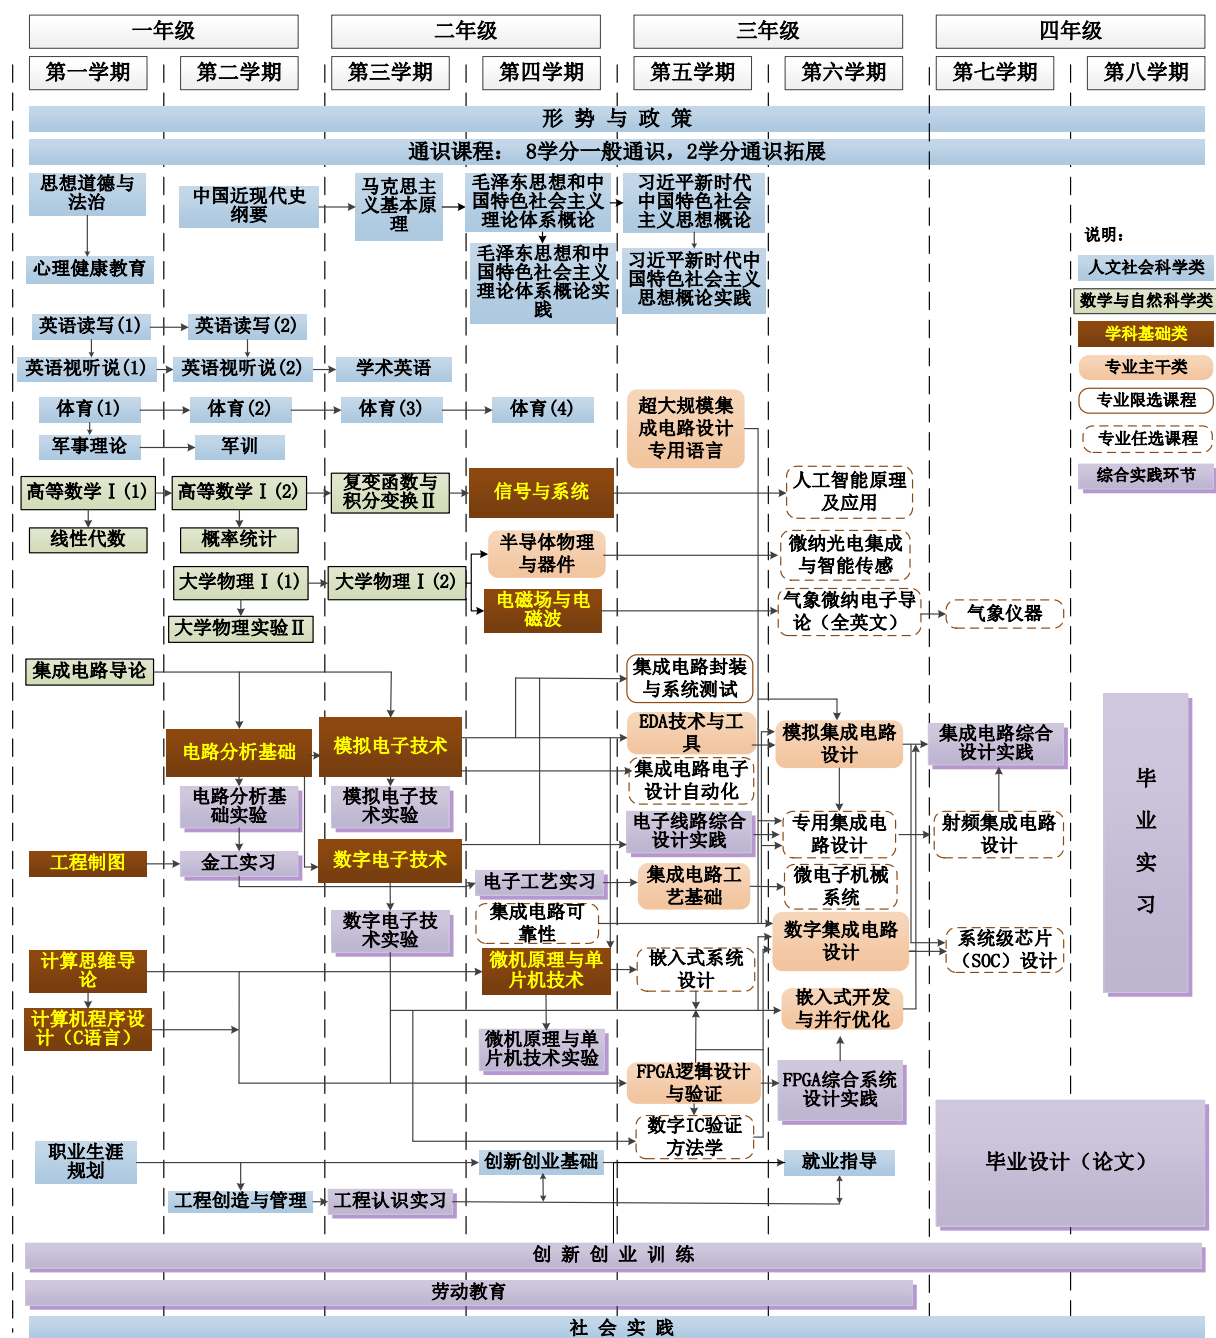 一年级
二年级
三年级
四年级
第一学期
第二学期
第三学期
第四学期
第五学期
第六学期
第七学期
第八学期
形 势 与 政 策
通识课程： 8学分一般通识，2学分通识拓展
思想道德与
法治
中国近现代史
纲要
马克思主
义基本原
理
毛泽东思想和中
国特色社会主义
理论体系概论
习近平新时代
中国特色社会
主义思想概论
心理健康教育
毛泽东思想和中
国特色社会主义
理论体系概论实
践
习近平新时代中
国特色社会主义
思想概论实践
说明：
人文社会科学类
数学与自然科学类
学科基础类
专业主干类
专业限选课程
专业任选课程
综合实践环节
英语读写(1)
英语读写(2)
英语视听说(1)
英语视听说(2)
学术英语
体育(1)
体育(2)
体育(3)
体育(4)
超大规模集
成电路设计
专用语言
军事理论
军训
高等数学Ⅰ(1)
高等数学Ⅰ(2)
复变函数与
积分变换Ⅱ
信号与系统
人工智能原理
及应用
线性代数
概率统计
半导体物理
与器件
微纳光电集成
与智能传感
大学物理Ⅰ(1)
大学物理Ⅰ(2)
电磁场与电
磁波
气象微纳电子导
论（全英文）
气象仪器
大学物理实验Ⅱ
集成电路导论
集成电路封装
与系统测试
电路分析基础
模拟电子技术
EDA技术与工
具
模拟集成电路
设计
集成电路综合
设计实践
集成电路电子
设计自动化
电路分析基
础实验
模拟电子技
术实验
电子线路综合
设计实践
专用集成电
路设计
射频集成电路
设计
毕
业
实
习
工程制图
金工实习
数字电子技术
电子工艺实习
集成电路工
艺基础
微电子机械
系统
数字电子技
术实验
集成电路可
靠性
数字集成电路
设计
系统级芯片
（SOC）设计
计算思维导
论
微机原理与单
片机技术
嵌入式系统
设计
计算机程序设
计（C语言）
嵌入式开发
与并行优化
微机原理与单
片机技术实验
FPGA逻辑设计
与验证
FPGA综合系统
设计实践
数字IC验证
方法学
职业生涯
规划
创新创业基础
就业指导
毕业设计（论文）
工程创造与管理
工程认识实习
创 新 创 业 训 练
劳动教育
社 会 实 践